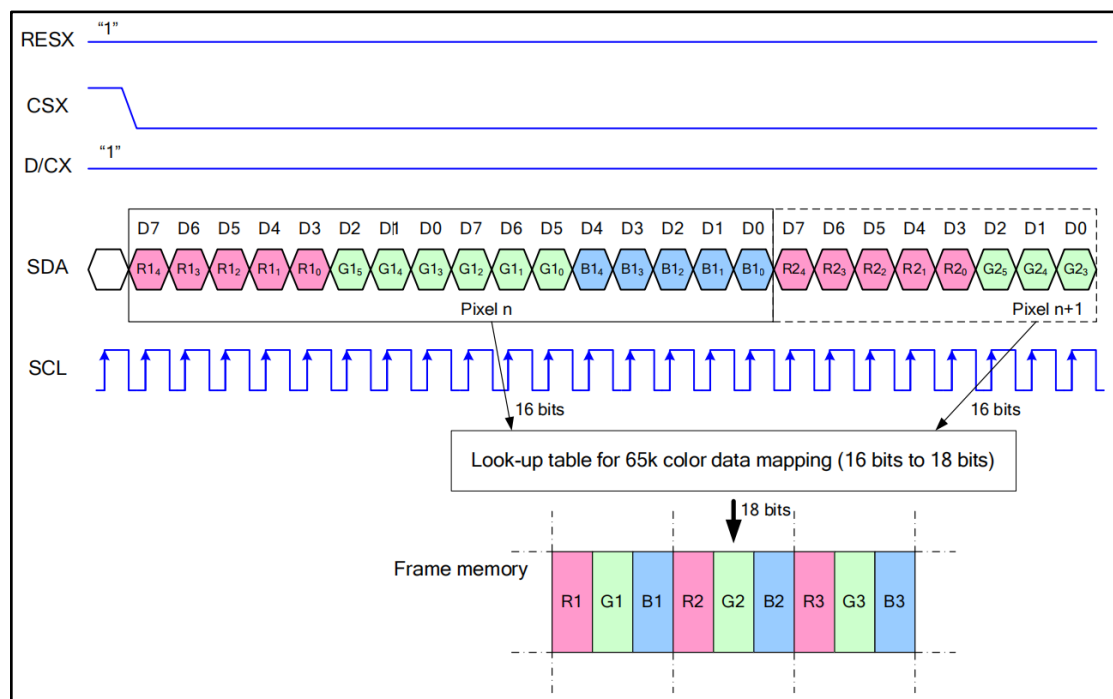 RESX “1”
CSX
D/CX “1”
D7 D6 D5 D4 D3 D2 D1 D0 D7 D6 D5 D4 D3 D2 D1 D0 D7 D6 D5 D4 D3 D2 D1 D0
SDA R1₄ R1₃ R1₂ R1₁ R1₀ G1₅ G1₄ G1₃ G1₂ G1₁ G1₀ B1₄ B1₃ B1₂ B1₁ B1₀ R2₄ R2₃ R2₂ R2₁ R2₀ G2₅ G2₄ G2₃
Pixel n Pixel n+1
SCL
16 bits 16 bits
Look-up table for 65k color data mapping (16 bits to 18 bits)
18 bits
Frame memory
R1 G1 B1 R2 G2 B2 R3 G3 B3